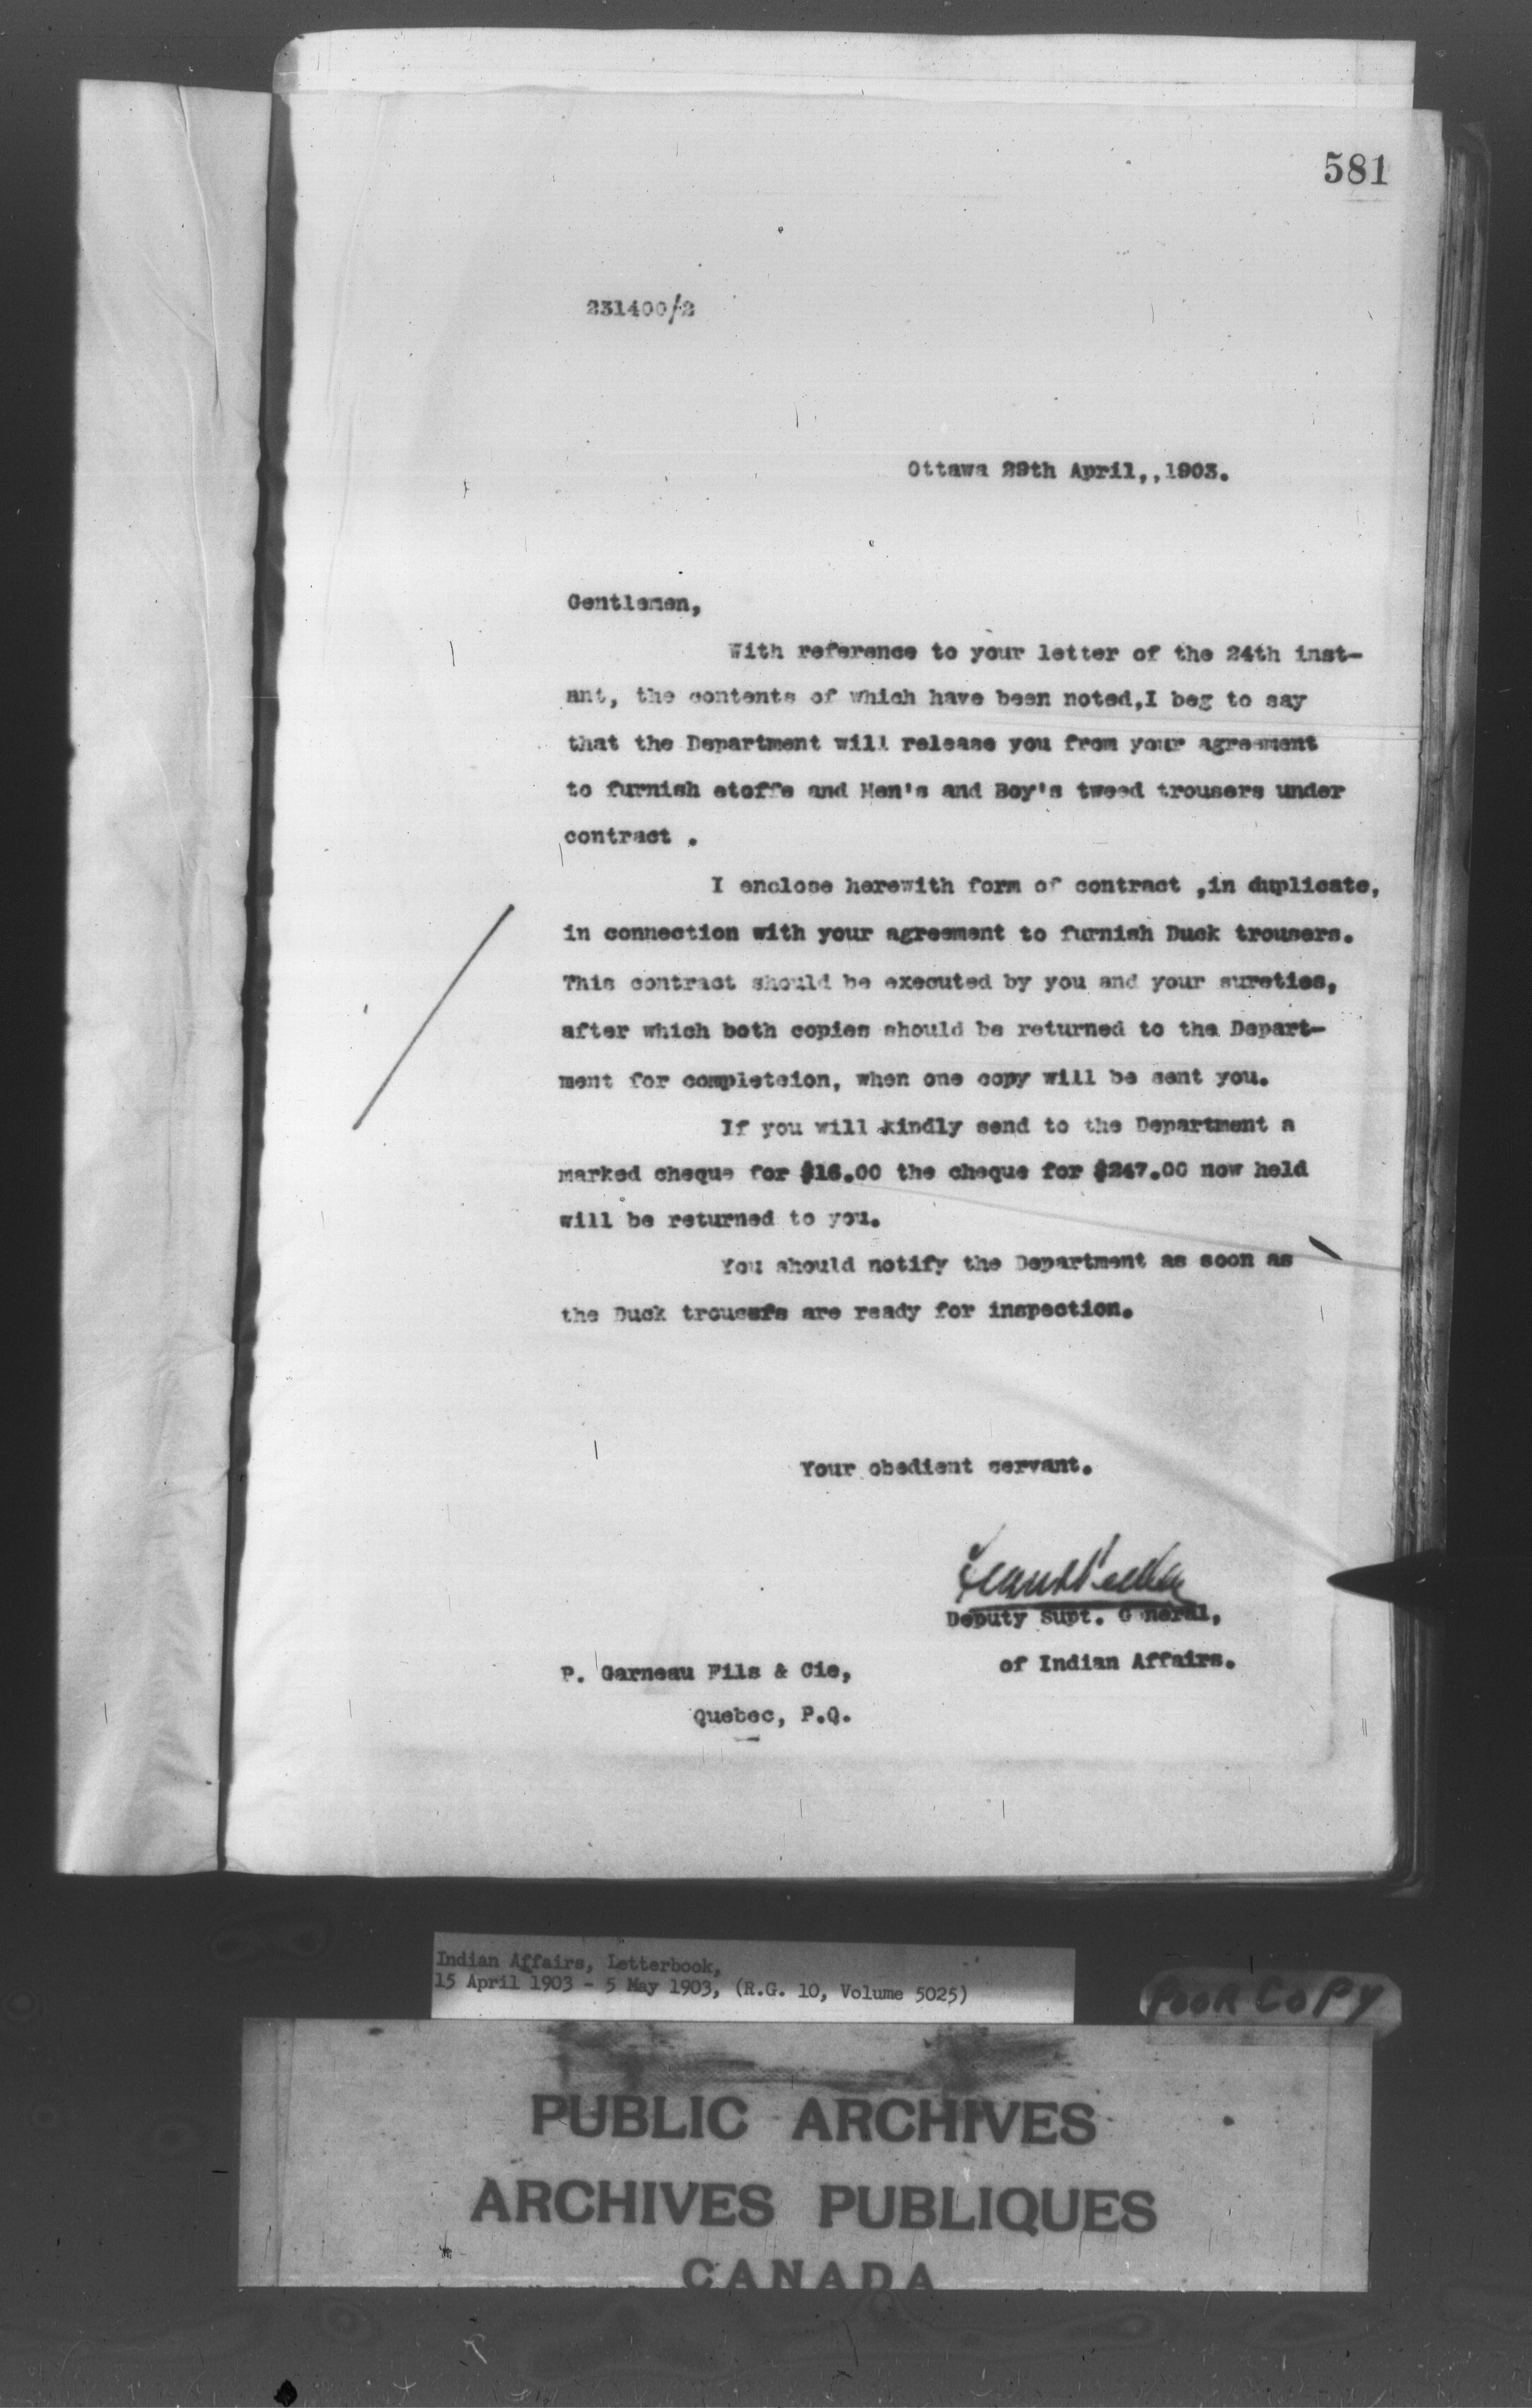 581
231400/2
Ottawa 29th April,,1903.
Gentlemen,
With reference to your letter of the 24th inst-
ant, the contents of which have been noted,I beg to say
that the Department will release you from your agreement
to furnish etoffe and Men's and Boy's tweed trousers under
contract .
I enclose herewith form of contract ,in duplicate,
in connection with your agreement to furnish Duck trousers.
This contract should be executed by you and your sureties,
after which both copies should be returned to the Depart-
ment for completeion, when one copy will be sent you.
If you will kindly send to the Department a
marked cheque for $16.00 the cheque for $247.00 now held
will be returned to you.
You should notify the Department as soon as
the Duck trousers are ready for inspection.
Your obedient servant.
Deputy Supt. General,
of Indian Affairs.
P. Garneau Fils & Cie,
Quebec, P.Q.
Indian Affairs, Letterbook,
15 April 1903 - 5 May 1903, (R.G. 10, Volume 5025)
POOR COPY
PUBLIC ARCHIVES
ARCHIVES PUBLIQUES
CANADA